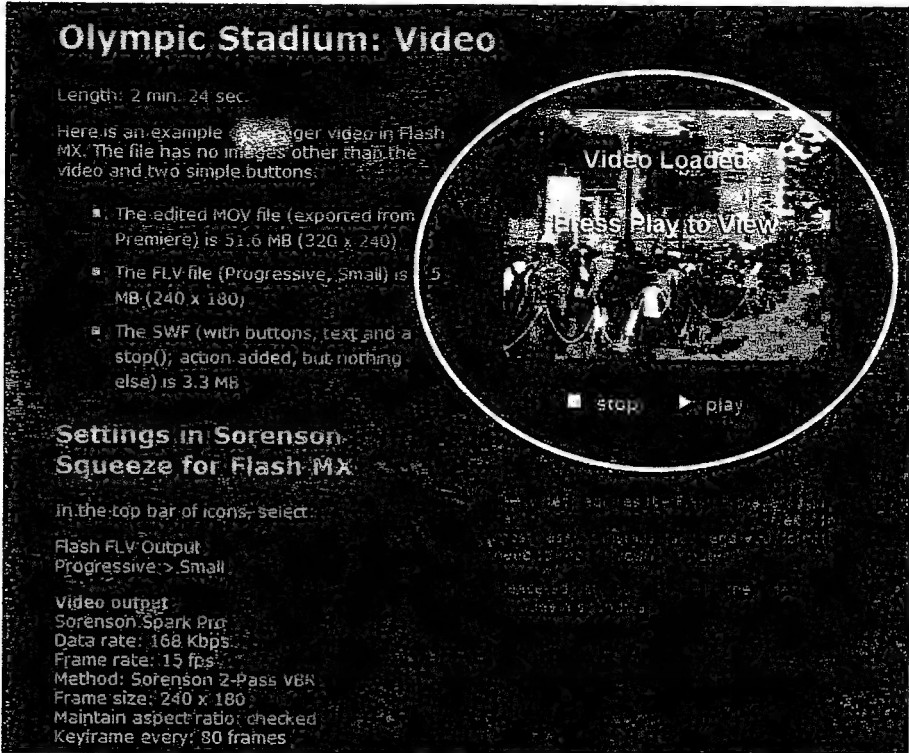 Olympic Stadium: Video
Length: 2 min. 24 sec.
Here is an example ger video in Flash
MX. The file has no images other than the
video and two simple buttons.
The edited MOV file (exported from
Premiere) is 51.6 MB (320 x 240)
The FLV file (Progressive, Small) is 5
MB (240 x 180)
The SWF (with buttons, text and a
stop(); action added, but nothing
else) is 3.3 MB
Video Loaded
Press Play to View
stop play
Settings in Sorenson
Squeeze for Flash MX
In the top bar of icons, select:
Flash FLV Output
Progressive > Small
Video output
Sorenson Spark Pro
Data rate: 168 Kbps
Frame rate: 15 fps
Method: Sorenson 2-Pass VBR
Frame size: 240 x 180
Maintain aspect ratio: checked
Keyframe every: 80 frames